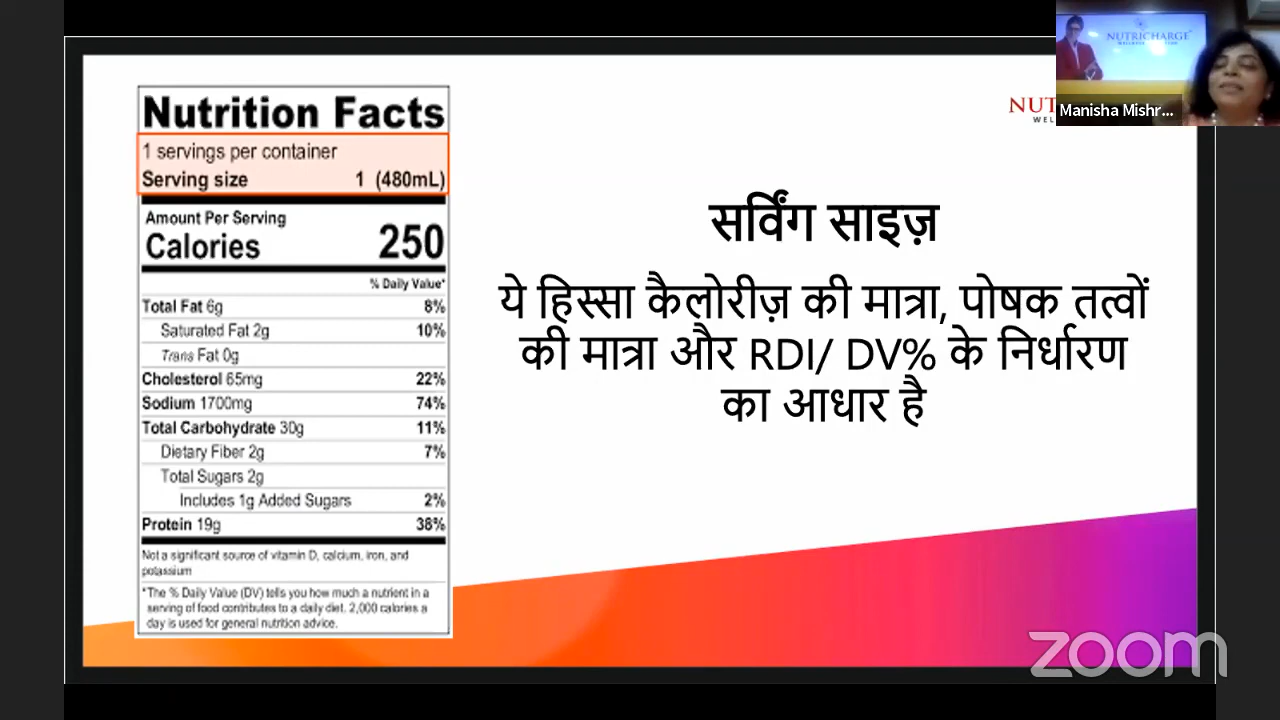 Nutrition Facts
1 servings per container
Serving size 1 (480mL)
Amount Per Serving
Calories 250
% Daily Value*
Total Fat 6g 8%
Saturated Fat 2g 10%
Trans Fat 0g
Cholesterol 65mg 22%
Sodium 1700mg 74%
Total Carbohydrate 30g 11%
Dietary Fiber 2g 7%
Total Sugars 2g
Includes 1g Added Sugars 2%
Protein 19g 38%
Not a significant source of vitamin D, calcium, iron, and
potassium
*The % Daily Value (DV) tells you how much a nutrient in a
serving of food contributes to a daily diet. 2,000 calories a
day is used for general nutrition advice.
सर्विंग साइज़
ये हिस्सा कैलोरीज़ की मात्रा, पोषक तत्वों
की मात्रा और RDI/ DV% के निर्धारण
का आधार है
NUTRICHARGE
Manisha Mishr...
zoom